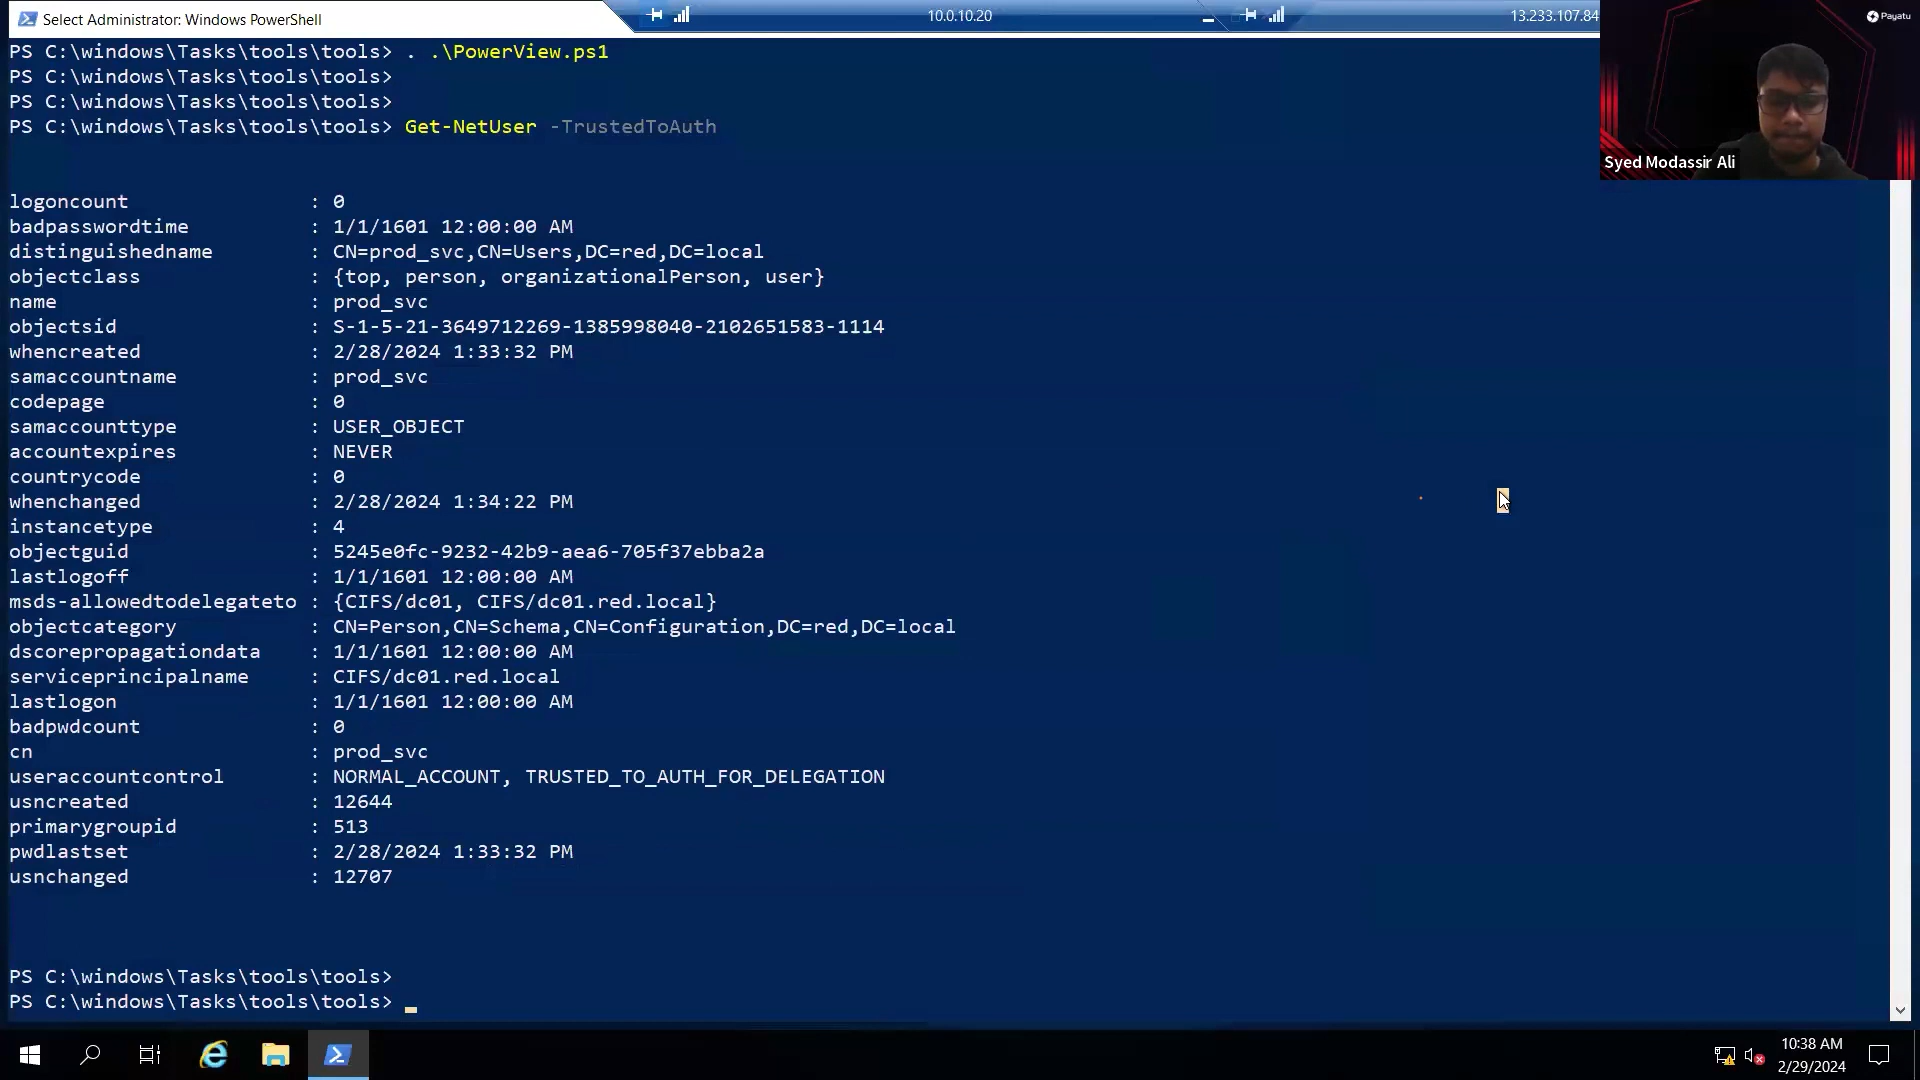 Select Administrator: Windows PowerShell
10.0.10.20
13.233.107.84
Payatu
Syed Modassir Ali
PS C:\windows\Tasks\tools\tools> . .\PowerView.ps1
PS C:\windows\Tasks\tools\tools>
PS C:\windows\Tasks\tools\tools>
PS C:\windows\Tasks\tools\tools> Get-NetUser -TrustedToAuth
logoncount : 0
badpasswordtime : 1/1/1601 12:00:00 AM
distinguishedname : CN=prod_svc,CN=Users,DC=red,DC=local
objectclass : {top, person, organizationalPerson, user}
name : prod_svc
objectsid : S-1-5-21-3649712269-1385998040-2102651583-1114
whencreated : 2/28/2024 1:33:32 PM
samaccountname : prod_svc
codepage : 0
samaccounttype : USER_OBJECT
accountexpires : NEVER
countrycode : 0
whenchanged : 2/28/2024 1:34:22 PM
instancetype : 4
objectguid : 5245e0fc-9232-42b9-aea6-705f37ebba2a
lastlogoff : 1/1/1601 12:00:00 AM
msds-allowedtodelegateto : {CIFS/dc01, CIFS/dc01.red.local}
objectcategory : CN=Person,CN=Schema,CN=Configuration,DC=red,DC=local
dscorepropagationdata : 1/1/1601 12:00:00 AM
serviceprincipalname : CIFS/dc01.red.local
lastlogon : 1/1/1601 12:00:00 AM
badpwdcount : 0
cn : prod_svc
useraccountcontrol : NORMAL_ACCOUNT, TRUSTED_TO_AUTH_FOR_DELEGATION
usncreated : 12644
primarygroupid : 513
pwdlastset : 2/28/2024 1:33:32 PM
usnchanged : 12707
PS C:\windows\Tasks\tools\tools>
PS C:\windows\Tasks\tools\tools>
10:38 AM
2/29/2024